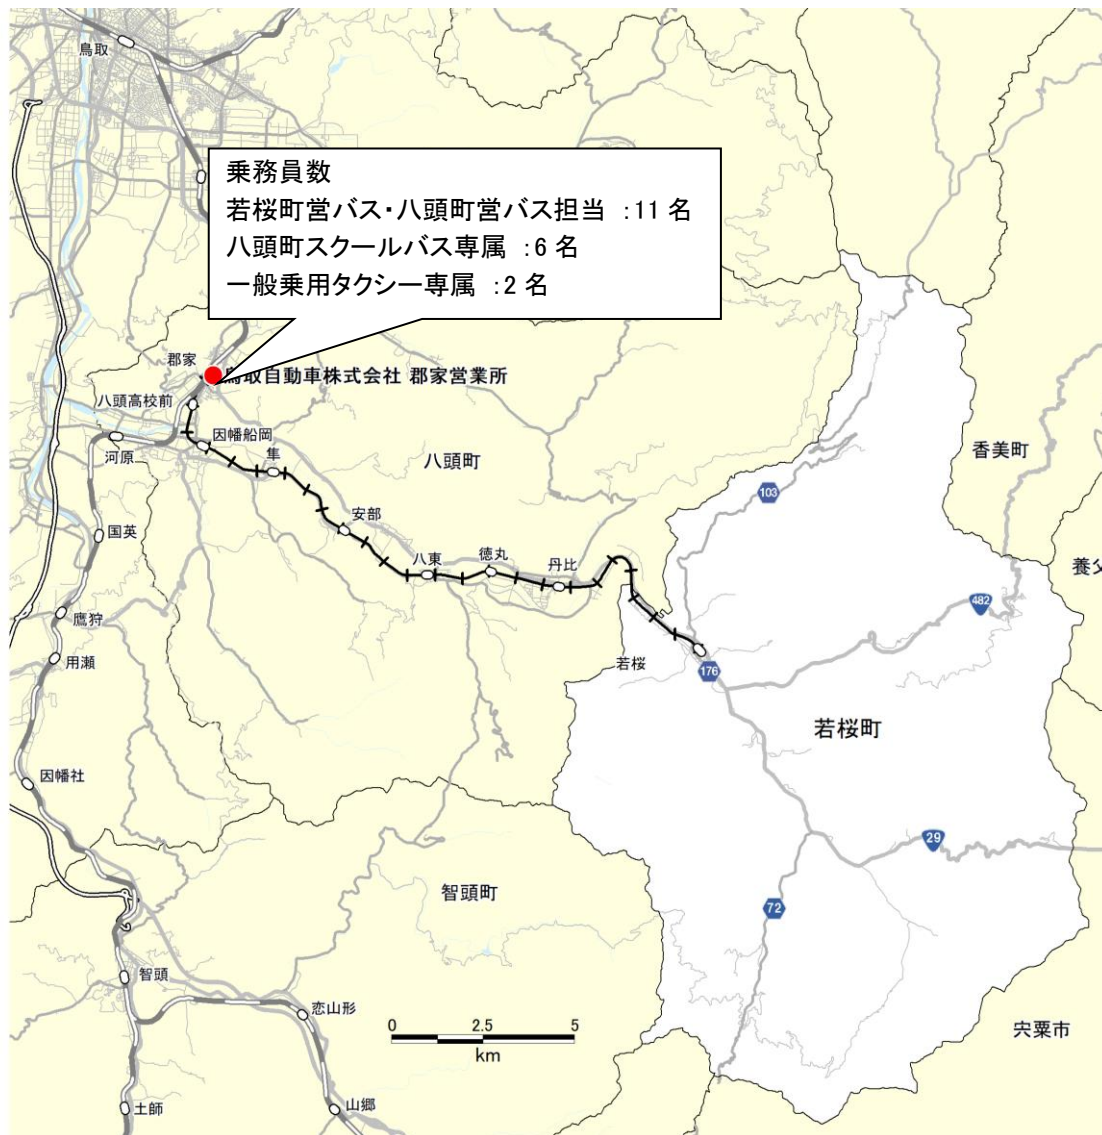 鳥取
乗務員数
若桜町営バス・八頭町営バス担当 :11 名
八頭町スクールバス専属 :6 名
一般乗用タクシー専属 :2 名
郡家
鳥取自動車株式会社 郡家営業所
八頭高校前
因幡船岡
河原
隼
八頭町
香美町
103
国英
安部
八東
徳丸
丹比
養父
482
鷹狩
用瀬
若桜
176
若桜町
因幡社
29
智頭町
72
智頭
恋山形
0 2.5 5
km
宍粟市
土師
山郷